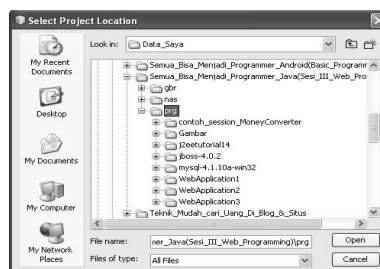 Select Project Location
Look in: Data_Saya
My Recent Documents
Desktop
My Documents
My Computer
My Network Places
Semua_Bisa_Menjadi_Programmer_Android(Basic_Programr
Semua_Bisa_Menjadi_Programmer_Java(Sesi_III_Web_Pro
gbr
nas
prg
contoh_session_MoneyConverter
Gambar
j2eetutorial14
jboss-4.0.2
mysql-4.1.10a-win32
WebApplication1
WebApplication2
WebApplication3
Teknik_Mudah_cari_Uang_Di_Blog_&_Situs
File name: ner_Java(Sesi_III_Web_Programming)\prg
Open
Files of type: All Files
Cancel